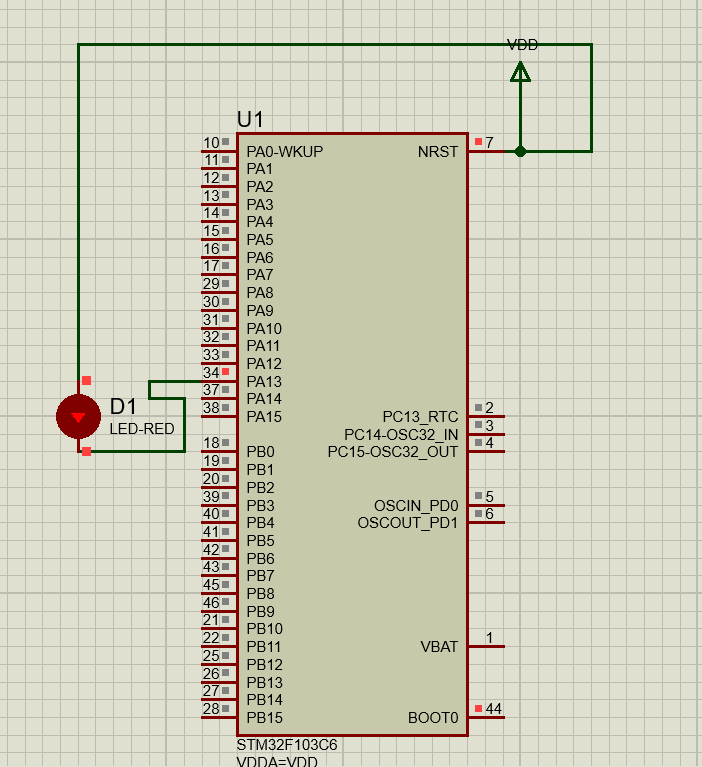 VDD
U1
10 PA0-WKUP NRST 7
11 PA1
12 PA2
13 PA3
14 PA4
15 PA5
16 PA6
17 PA7
29 PA8
30 PA9
31 PA10
32 PA11
33 PA12
34 PA13
37 PA14
38 PA15 PC13_RTC 2
PC14-OSC32_IN 3
18 PB0 PC15-OSC32_OUT 4
D1
LED-RED
19 PB1
20 PB2
39 PB3 OSCIN_PD0 5
40 PB4 OSCOUT_PD1 6
41 PB5
42 PB6
43 PB7
45 PB8
46 PB9
21 PB10
22 PB11 VBAT 1
25 PB12
26 PB13
27 PB14
28 PB15 BOOT0 44
STM32F103C6
VDDA=VDD